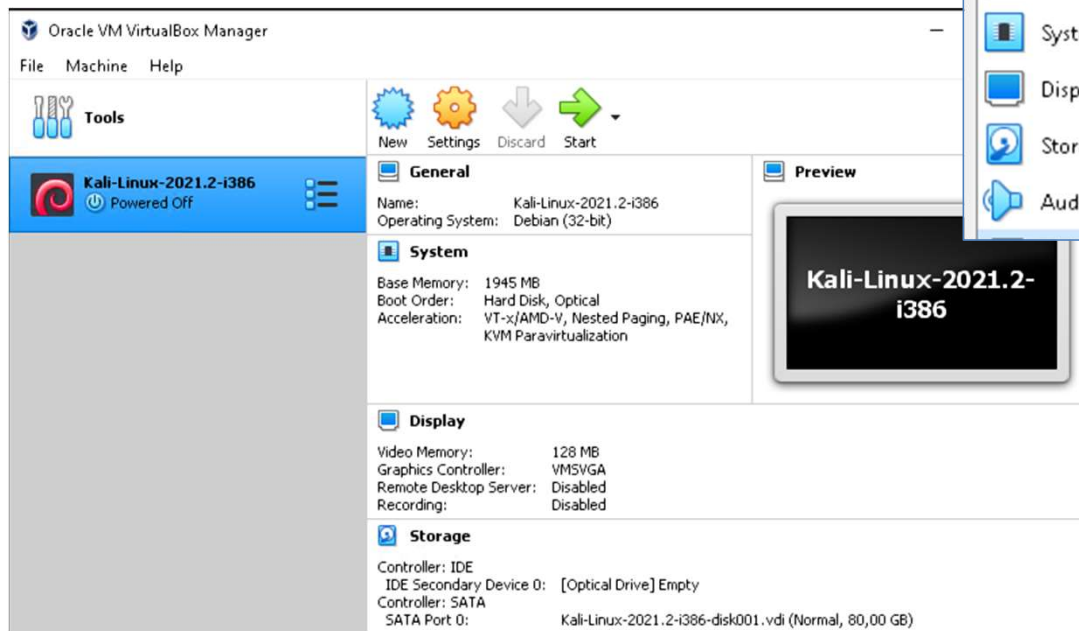 Oracle VM VirtualBox Manager
File Machine Help
Tools
New Settings Discard Start
Kali-Linux-2021.2-i386
Powered Off
General
Name: Kali-Linux-2021.2-i386
Operating System: Debian (32-bit)
System
Base Memory: 1945 MB
Boot Order: Hard Disk, Optical
Acceleration: VT-x/AMD-V, Nested Paging, PAE/NX,
KVM Paravirtualization
Preview
Kali-Linux-2021.2-
i386
Display
Video Memory: 128 MB
Graphics Controller: VMSVGA
Remote Desktop Server: Disabled
Recording: Disabled
Storage
Controller: IDE
IDE Secondary Device 0: [Optical Drive] Empty
Controller: SATA
SATA Port 0: Kali-Linux-2021.2-i386-disk001.vdi (Normal, 80,00 GB)
Syst
Disp
Stor
Aud